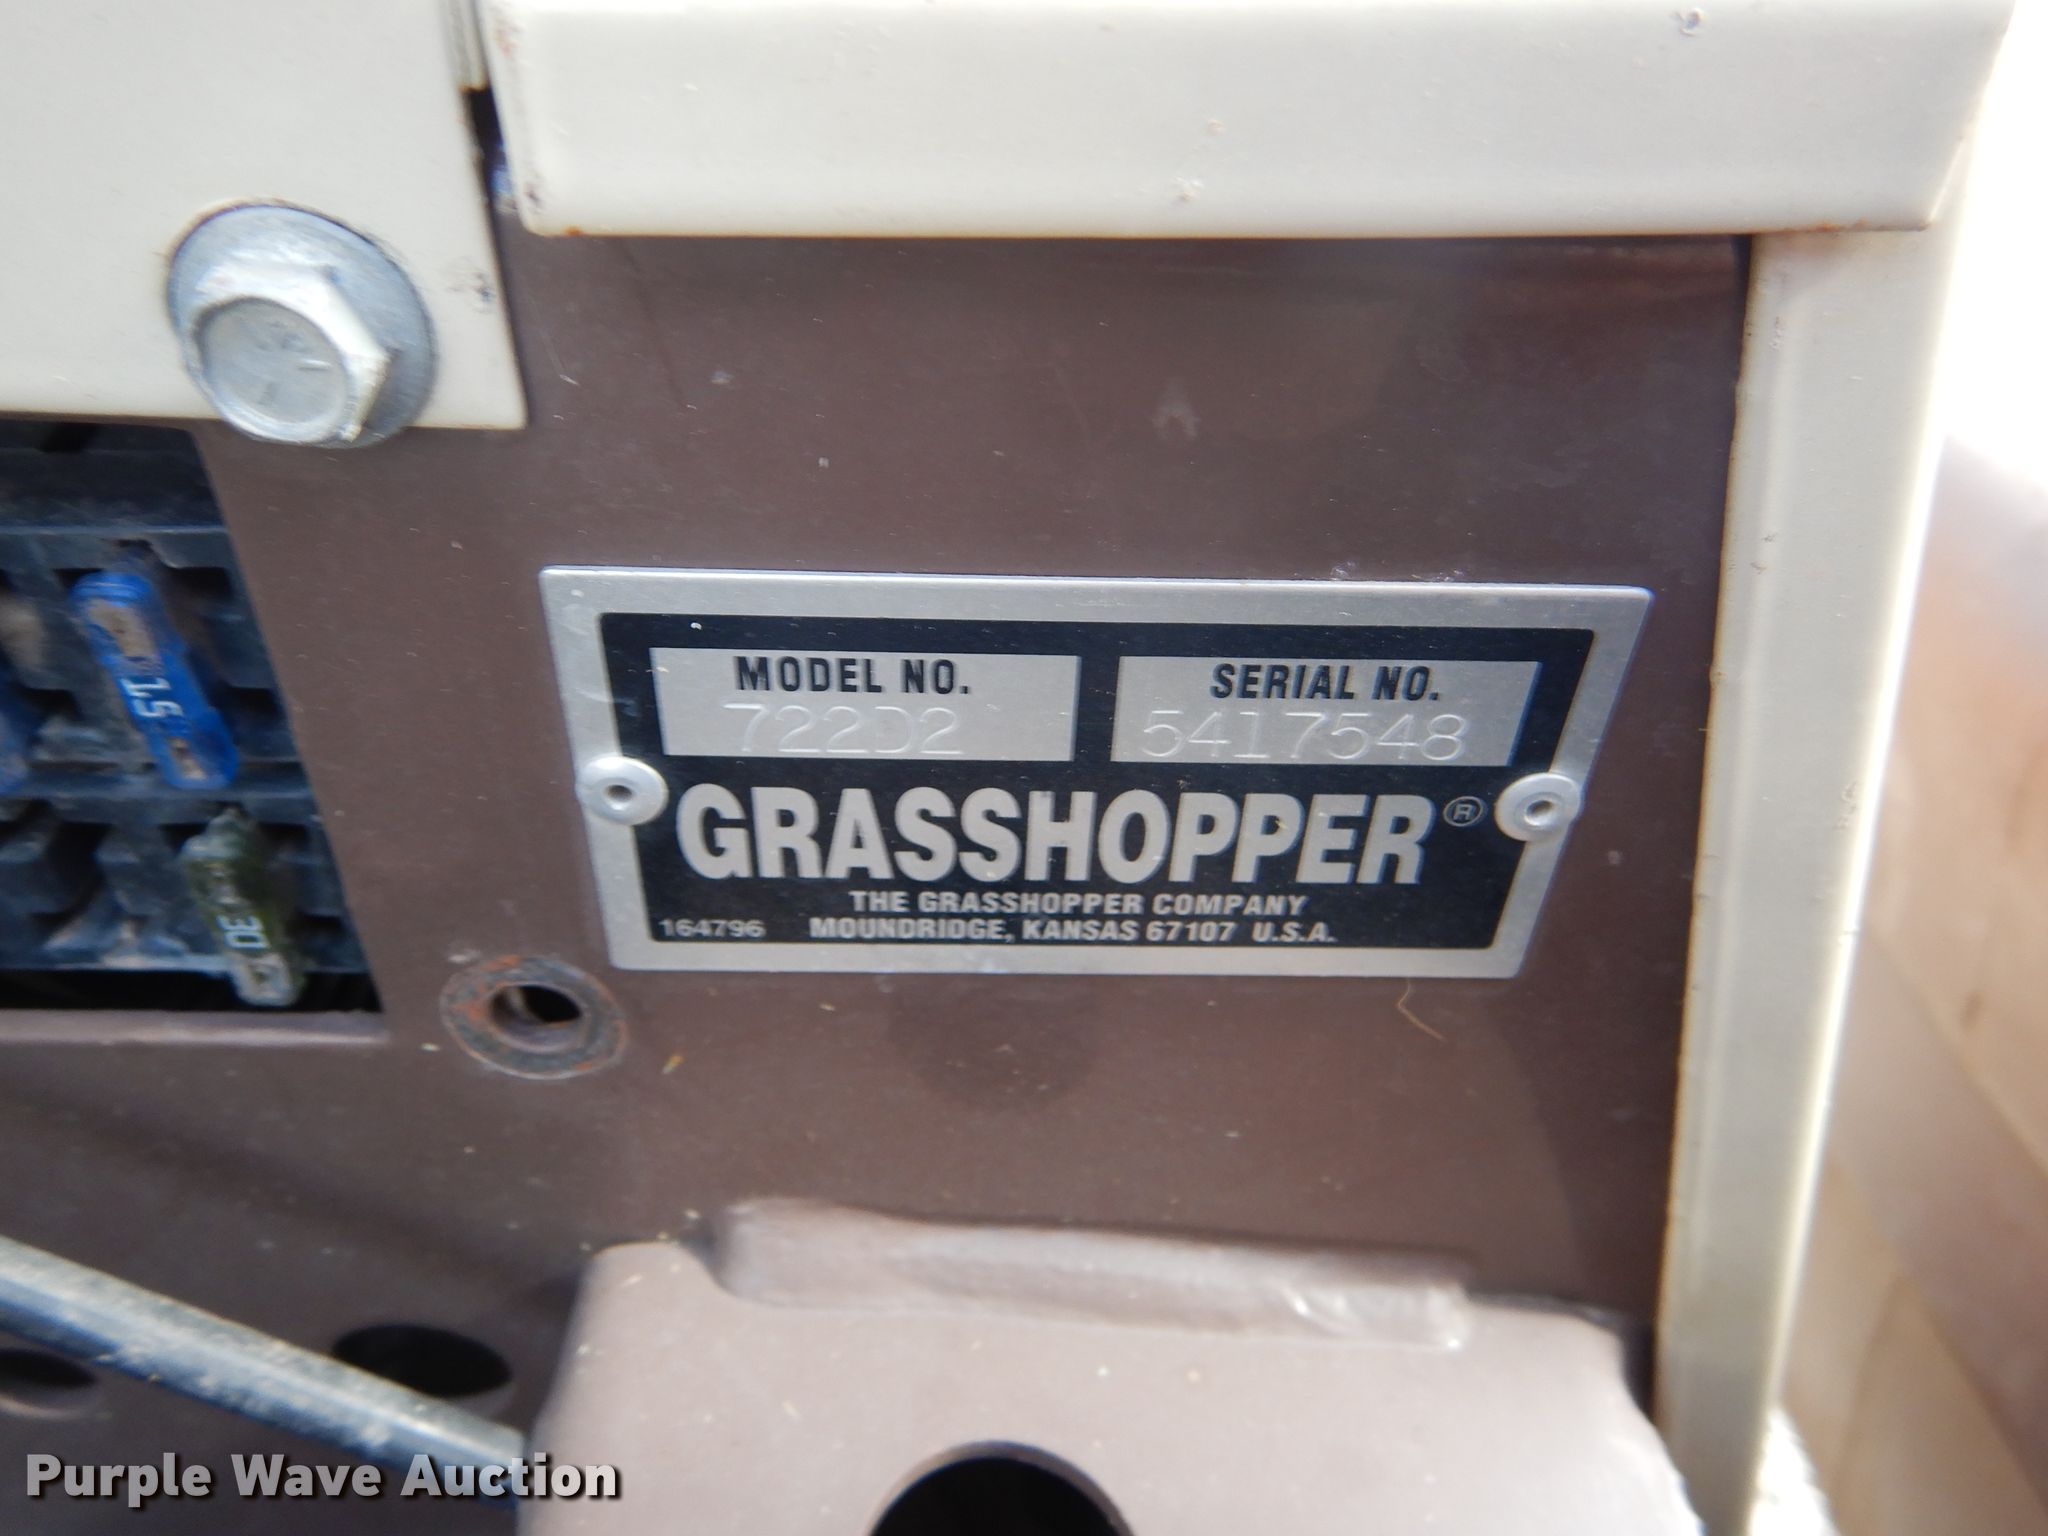 MODEL NO.
722D2
SERIAL NO.
5417548
GRASSHOPPER®
THE GRASSHOPPER COMPANY
164796 MOUNDRIDGE, KANSAS 67107 U.S.A.
15
30
Purple Wave Auction